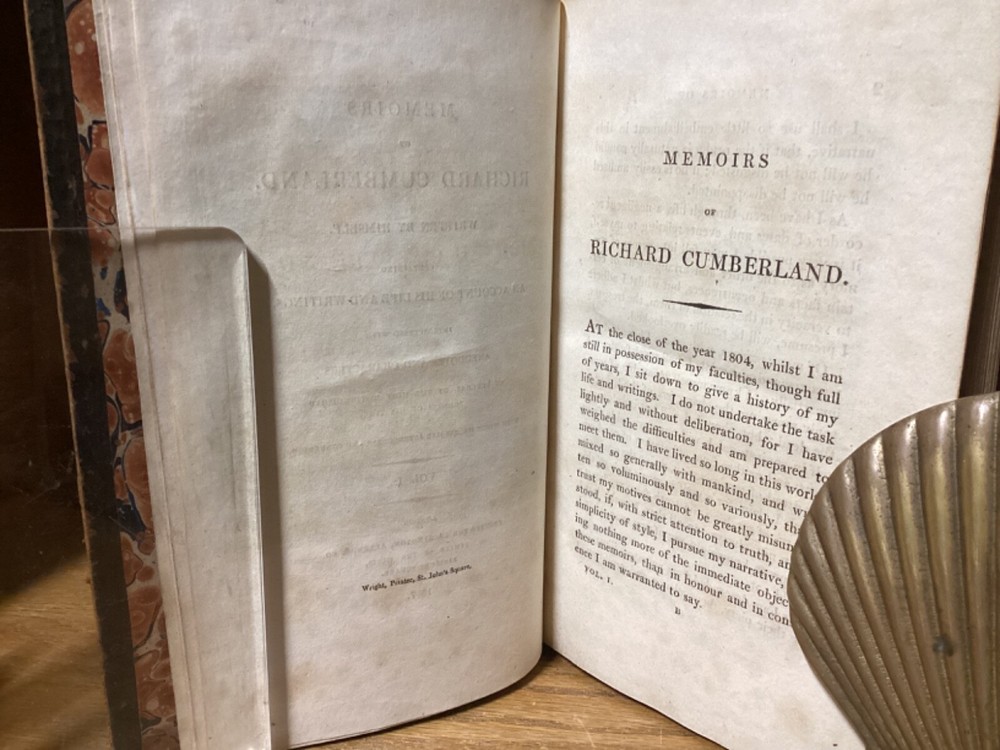 Wright, Printer, St. John's Square.
MEMOIRS
OF
RICHARD CUMBERLAND.
AT the close of the year 1804, whilst I am
still in possession of my faculties, though full
of years, I sit down to give a history of my
life and writings. I do not undertake the task
lightly and without deliberation, for I have
weighed the difficulties and am prepared to
meet them. I have lived so long in this world,
mixed so generally with mankind, and
ten so voluminously and so variously,
trust my motives cannot be greatly misun
stood, if, with strict attention to truth,
simplicity of style, I pursue my narrative,
ing nothing more of the immediate
these memoirs, than in honour and in con
ence I am warranted to say.
VOL. I.
B